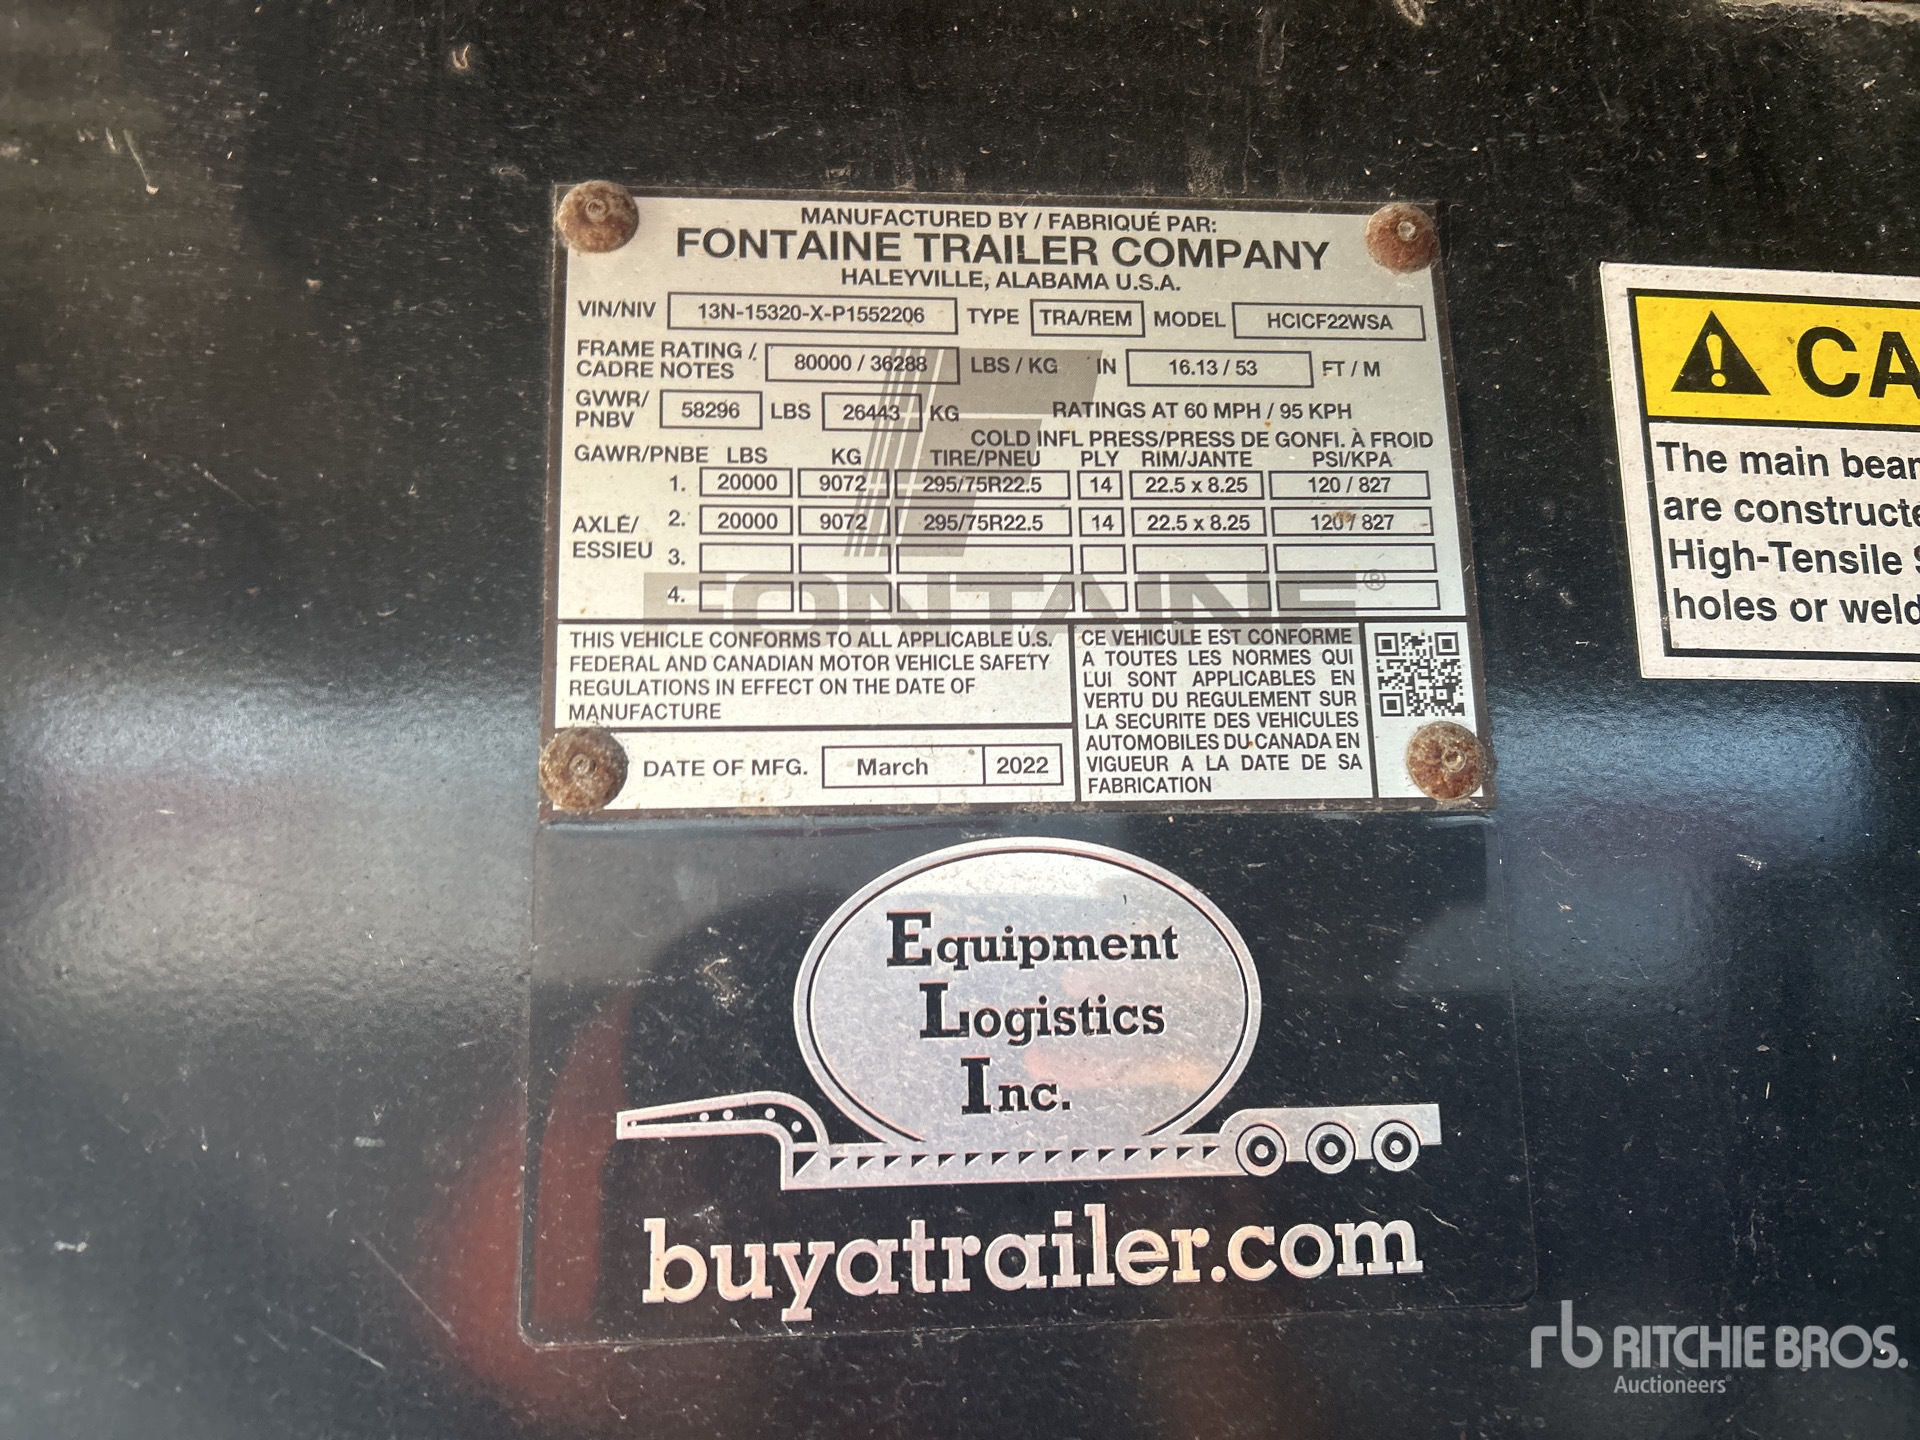 MANUFACTURED BY / FABRIQUÉ PAR:
FONTAINE TRAILER COMPANY
HALEYVILLE, ALABAMA U.S.A.
VIN/NIV 13N-15320-X-P1552206 TYPE TRA/REM MODEL HCICF22WSA
FRAME RATING /
CADRE NOTES 80000 / 36288 LBS / KG IN 16.13 / 53 FT / M
GVWR/
PNBV 58296 LBS 26443 KG RATINGS AT 60 MPH / 95 KPH
COLD INFL PRESS/PRESS DE GONFI. À FROID
GAWR/PNBE LBS KG TIRE/PNEU PLY RIM/JANTE PSI/KPA
1. 20000 9072 295/75R22.5 14 22.5 x 8.25 120 / 827
AXLE/
ESSIEU
2. 20000 9072 295/75R22.5 14 22.5 x 8.25 120 / 827
3.
4.
FONTAINE®
THIS VEHICLE CONFORMS TO ALL APPLICABLE U.S.
FEDERAL AND CANADIAN MOTOR VEHICLE SAFETY
REGULATIONS IN EFFECT ON THE DATE OF
MANUFACTURE
DATE OF MFG. March 2022
CE VEHICULE EST CONFORME
A TOUTES LES NORMES QUI
LUI SONT APPLICABLES EN
VERTU DU REGULEMENT SUR
LA SECURITE DES VEHICULES
AUTOMOBILES DU CANADA EN
VIGUEUR A LA DATE DE SA
FABRICATION
CA
The main bear
are constructe
High-Tensile S
holes or weld
Equipment
Logistics
Inc.
buyatrailer.com
rb RITCHIE BROS.
Auctioneers